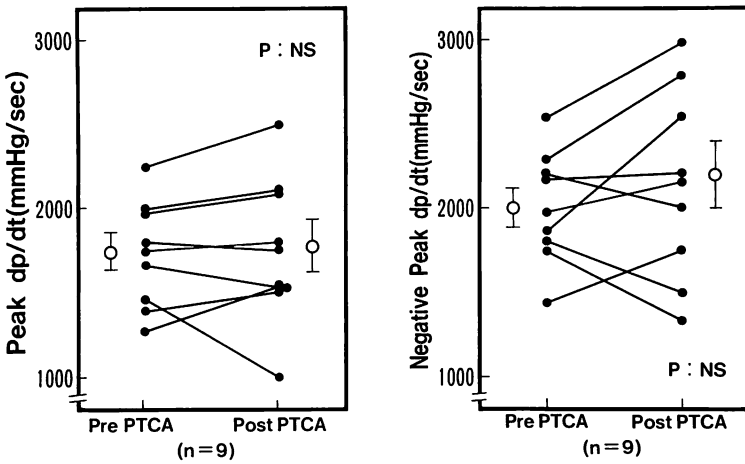 Peak dp/dt(mmHg/sec)
3000
2000
1000
P : NS
Pre PTCA
Post PTCA
(n=9)
Negative Peak dp/dt(mmHg/sec)
3000
2000
1000
P : NS
Pre PTCA
Post PTCA
(n=9)